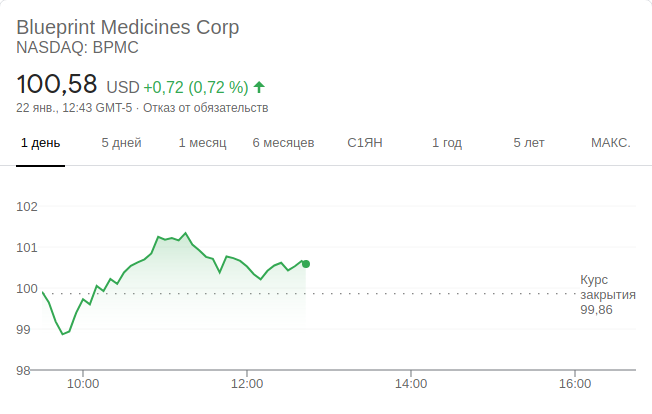 Blueprint Medicines Corp
NASDAQ: BPMC
100,58 USD +0,72 (0,72 %)
22 янв., 12:43 GMT-5 · Отказ от обязательств
1 день 5 дней 1 месяц 6 месяцев С1ЯН 1 год 5 лет МАКС.
102
101
100
99
98
Курс
закрытия
99,86
10:00 12:00 14:00 16:00